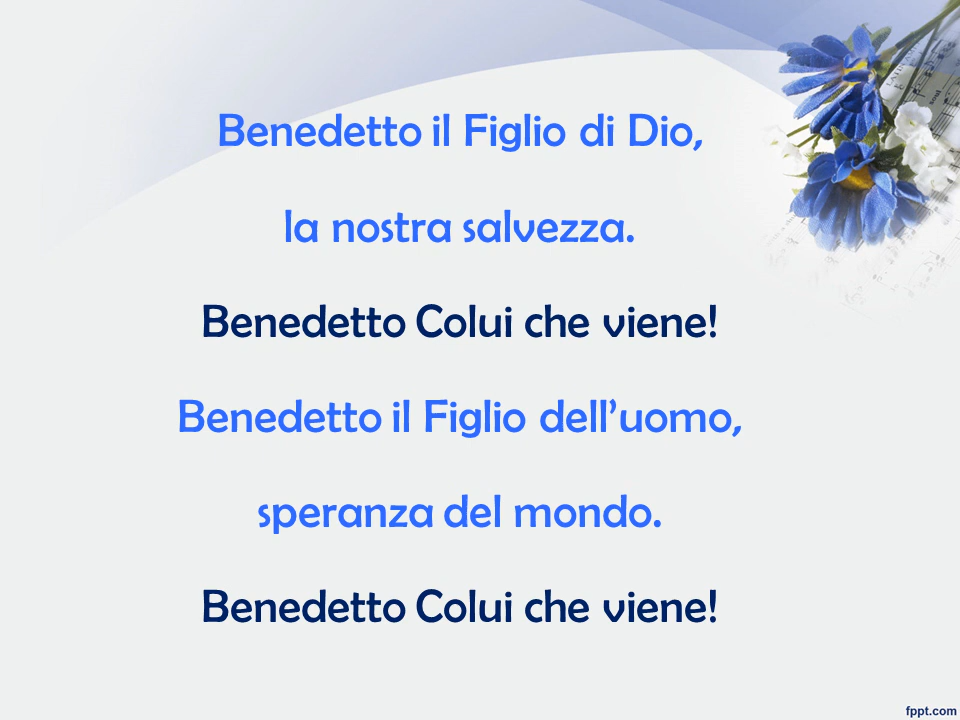 Benedetto il Figlio di Dio,
la nostra salvezza.
Benedetto Colui che viene!
Benedetto il Figlio dell’uomo,
speranza del mondo.
Benedetto Colui che viene!
fppt.com